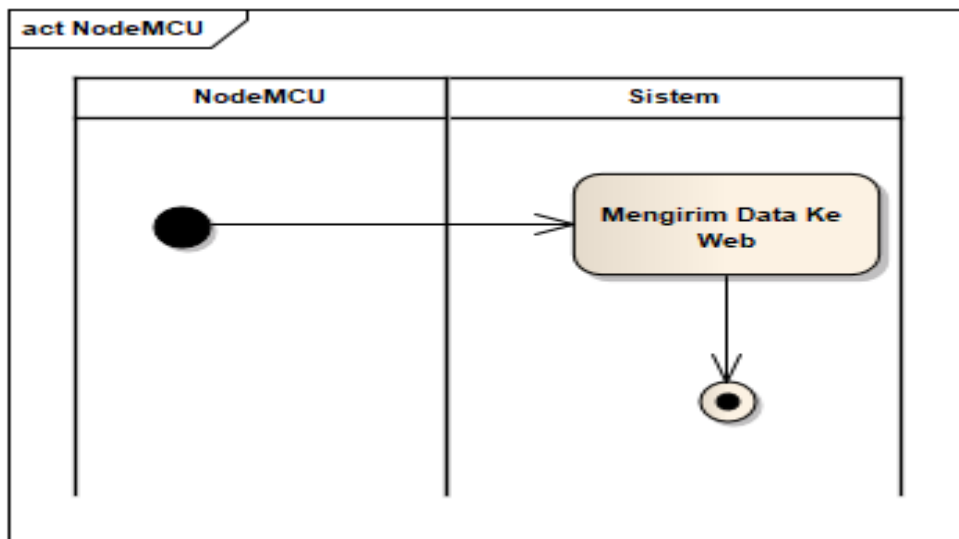 act NodeMCU
NodeMCU
Sistem
Mengirim Data Ke
Web